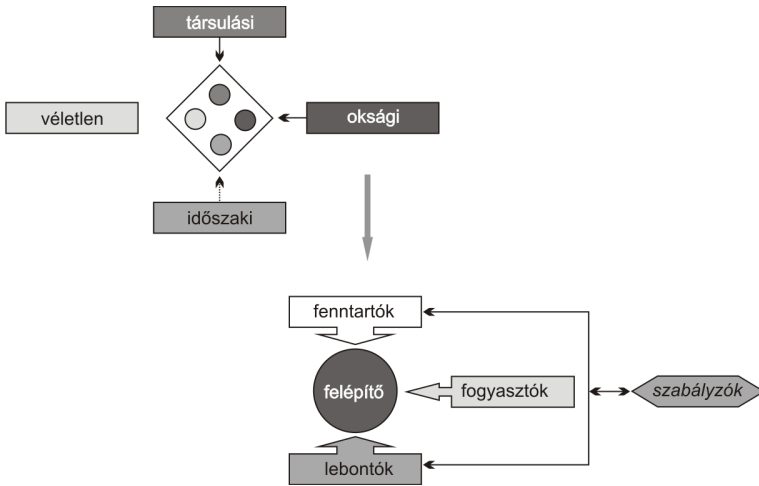 társulási
véletlen
oksági
időszaki
fenntartók
felépítő
fogyasztók
szabályzók
lebontók